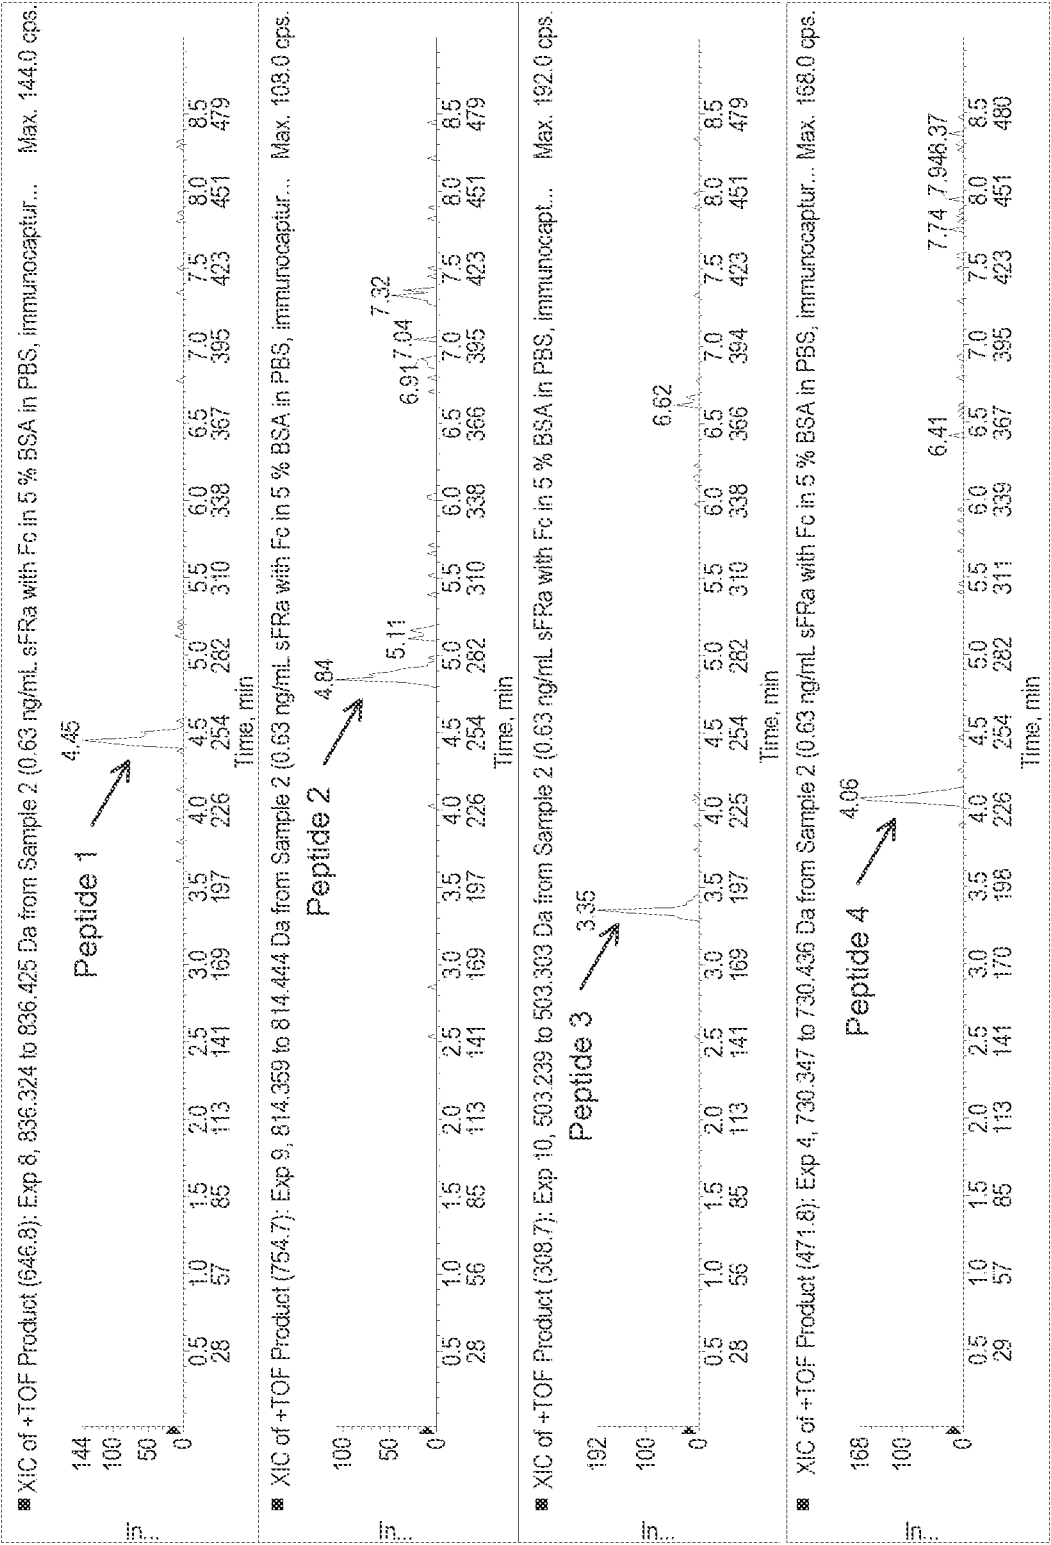 XIC of +TOF Product (646.8): Exp 8, 836.324 to 836.425 Da from Sample 2 (0.63 ng/mL sFRa with Fc in 5 % BSA in PBS, immunocaptur... Max. 144.0 cps.
Peptide 1
4.45
144
100
50
0
In...
0.5 1.0 1.5 2.0 2.5 3.0 3.5 4.0 4.5 5.0 5.5 6.0 6.5 7.0 7.5 8.0 8.5
28 57 85 113 141 169 197 226 254 282 310 338 367 395 423 451 479
Time, min
XIC of +TOF Product (754.7): Exp 9, 814.359 to 814.444 Da from Sample 2 (0.63 ng/mL sFRa with Fc in 5 % BSA in PBS, immunocaptur... Max. 108.0 cps.
Peptide 2
4.84
5.11
6.91 7.04
7.32
100
50
0
In...
0.5 1.0 1.5 2.0 2.5 3.0 3.5 4.0 4.5 5.0 5.5 6.0 6.5 7.0 7.5 8.0 8.5
28 56 85 113 141 169 197 226 254 282 310 338 366 395 423 451 479
Time, min
XIC of +TOF Product (308.7): Exp 10, 503.239 to 503.303 Da from Sample 2 (0.63 ng/mL sFRa with Fc in 5 % BSA in PBS, immunocapt... Max. 192.0 cps.
Peptide 3
3.35
6.62
192
100
0
In...
0.5 1.0 1.5 2.0 2.5 3.0 3.5 4.0 4.5 5.0 5.5 6.0 6.5 7.0 7.5 8.0 8.5
28 56 85 113 141 169 197 225 254 282 310 338 366 394 423 451 479
Time, min
XIC of +TOF Product (471.8): Exp 4, 730.347 to 730.436 Da from Sample 2 (0.63 ng/mL sFRa with Fc in 5 % BSA in PBS, immunocaptur... Max. 168.0 cps.
Peptide 4
4.06
6.41
7.74 7.948.37
168
100
0
In...
0.5 1.0 1.5 2.0 2.5 3.0 3.5 4.0 4.5 5.0 5.5 6.0 6.5 7.0 7.5 8.0 8.5
29 57 85 113 141 170 198 226 254 282 311 339 367 395 423 451 480
Time, min